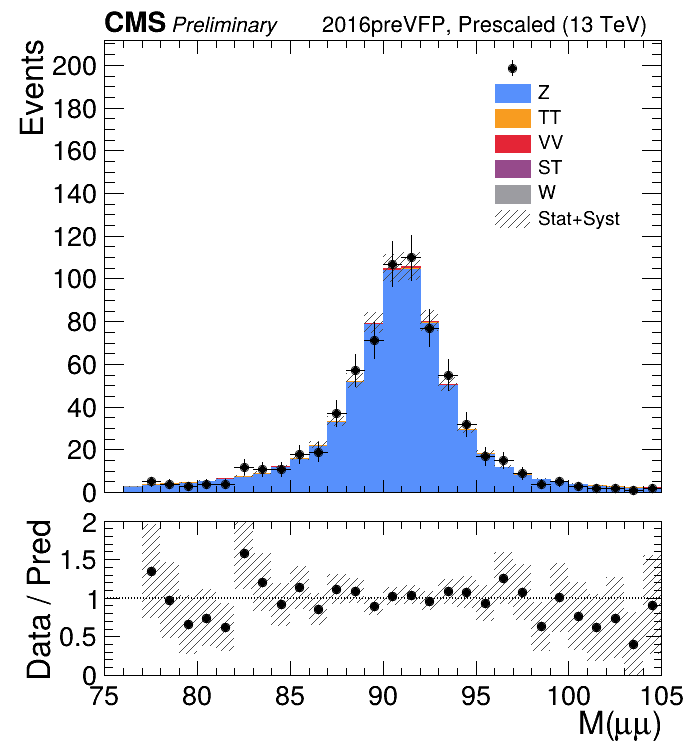 CMS Preliminary 2016preVFP, Prescaled (13 TeV)
Events
200
180
160
140
120
100
80
60
40
20
0
Z
TT
VV
ST
W
Stat+Syst
Data / Pred
2
1.5
1
0.5
0
75 80 85 90 95 100 105
M(μμ)